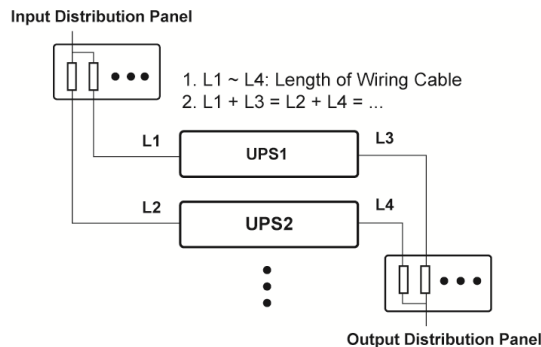 Input Distribution Panel
1. L1 ~ L4: Length of Wiring Cable
2. L1 + L3 = L2 + L4 = ...
L1
UPS1
L3
L2
UPS2
L4
Output Distribution Panel